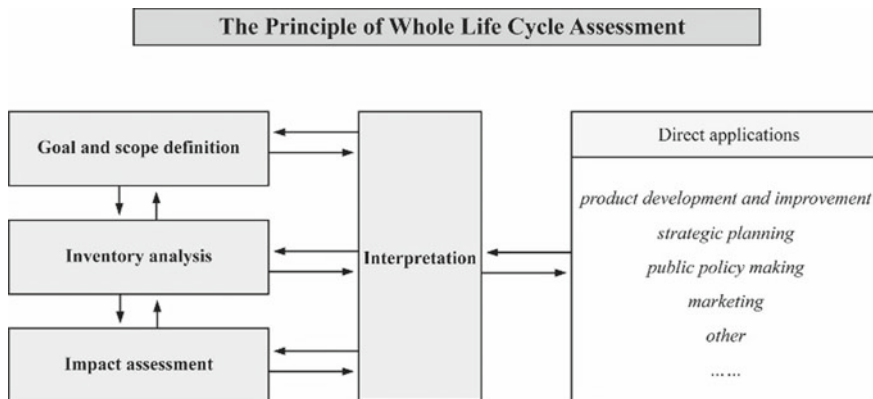 The Principle of Whole Life Cycle Assessment
Goal and scope definition
Inventory analysis
Impact assessment
Interpretation
Direct applications
product development and improvement
strategic planning
public policy making
marketing
other
……